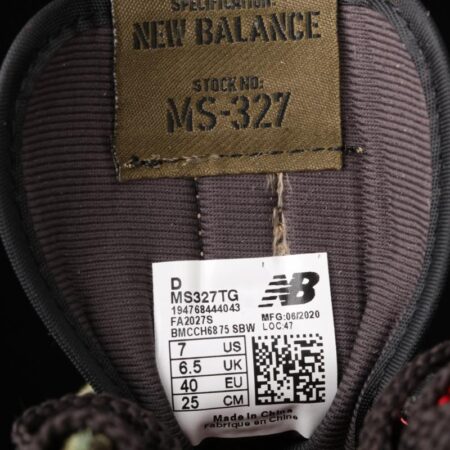 SPECIFICATION:
NEW BALANCE
STOCK NO:
MS-327
D
MS327TG
194768444043
FA2027S
BMCCH6875 SBW
NB
MFG:06/2020
LOC:47
7 US
6.5 UK
40 EU
25 CM
Made in China
Fabriqué en Chine